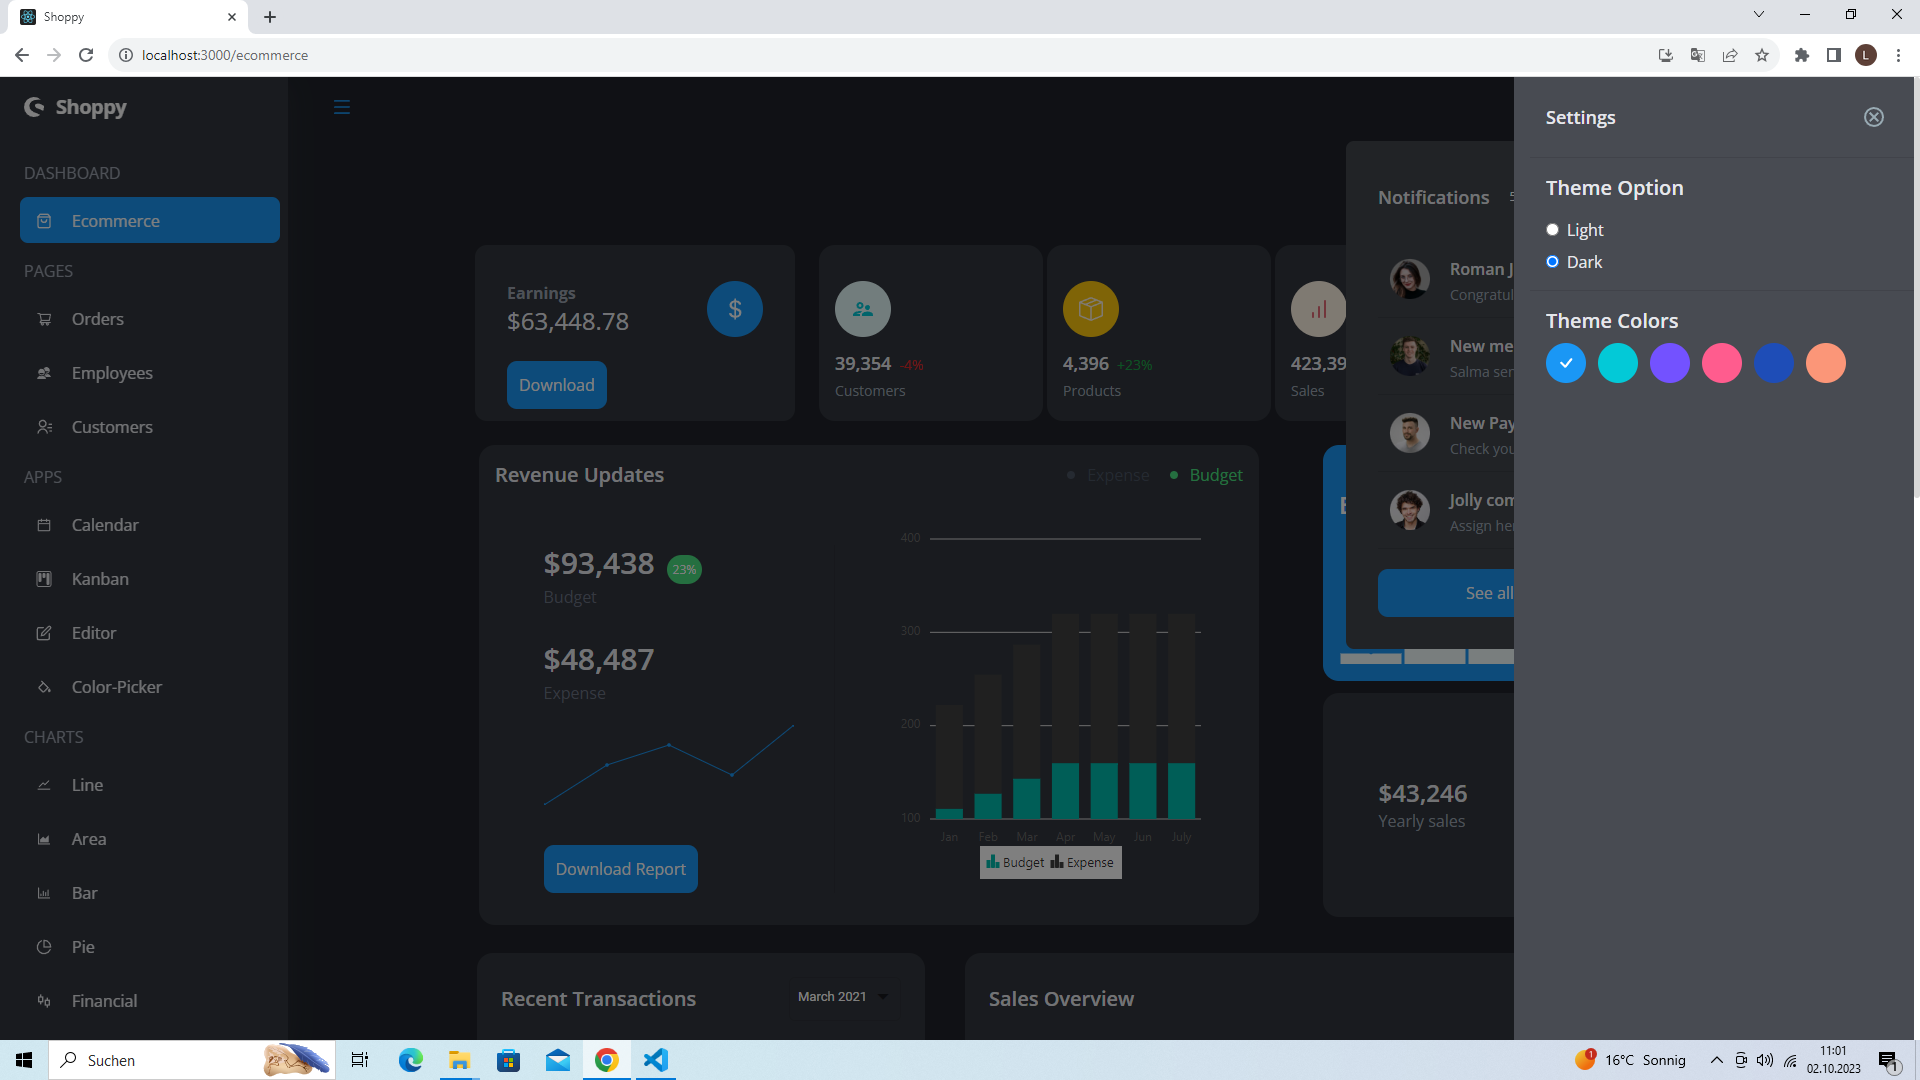 Shoppy
localhost:3000/ecommerce
L
Shoppy
DASHBOARD
Ecommerce
PAGES
Orders
Employees
Customers
APPS
Calendar
Kanban
Editor
Color-Picker
CHARTS
Line
Area
Bar
Pie
Financial
Earnings
$63,448.78
$
Download
39,354 -4%
Customers
4,396 +23%
Products
423,39
Sales
Revenue Updates
Expense
Budget
$93,438 23%
Budget
$48,487
Expense
Download Report
400
300
200
100
Jan Feb Mar Apr May Jun July
Budget Expense
Notifications
Roman J
Congratul
New me
Salma ser
New Pay
Check you
Jolly com
Assign her
See all
$43,246
Yearly sales
Recent Transactions
March 2021
Sales Overview
Settings
Theme Option
Light
Dark
Theme Colors
Suchen
1
16°C Sonnig
11:01
02.10.2023
1